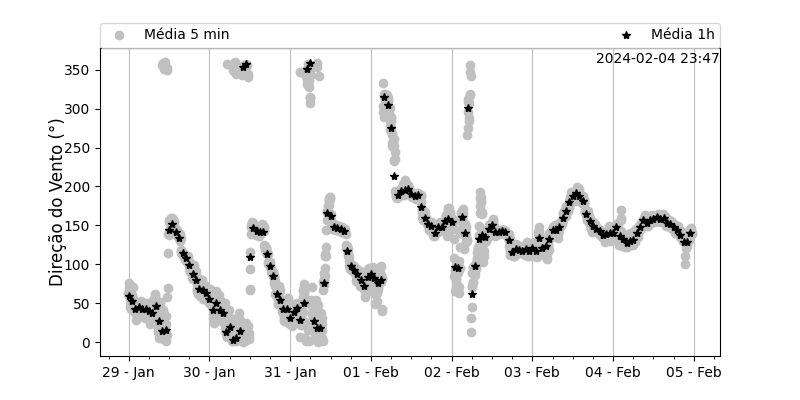 Média 5 min
Média 1h
2024-02-04 23:47
Direção do Vento (°)
350
300
250
200
150
100
50
0
29 - Jan
30 - Jan
31 - Jan
01 - Feb
02 - Feb
03 - Feb
04 - Feb
05 - Feb